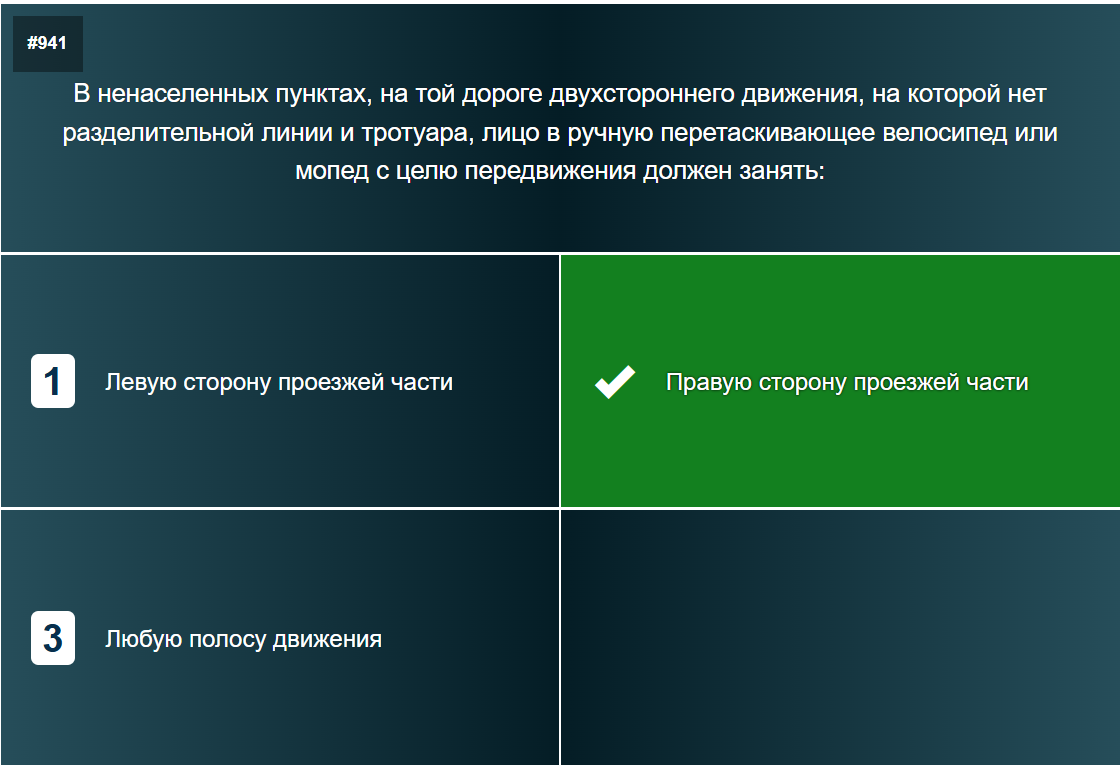 #941
В ненаселенных пунктах, на той дороге двухстороннего движения, на которой нет
разделительной линии и тротуара, лицо в ручную перетаскивающее велосипед или
мопед с целю передвижения должен занять:
1 Левую сторону проезжей части
Правую сторону проезжей части
3 Любую полосу движения